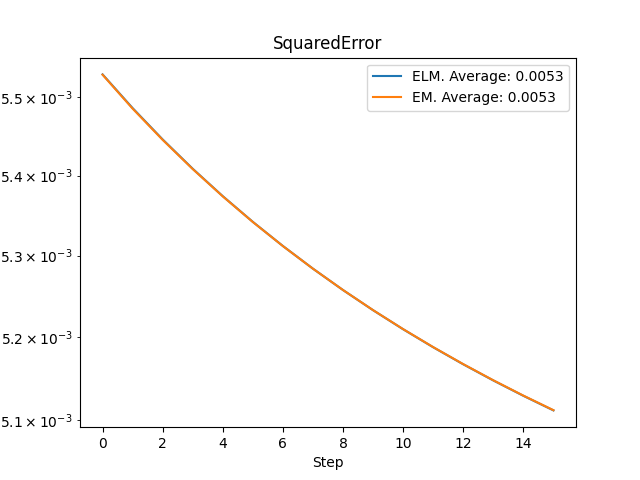 SquaredError
ELM. Average: 0.0053
EM. Average: 0.0053
5.5 × 10⁻³
5.4 × 10⁻³
5.3 × 10⁻³
5.2 × 10⁻³
5.1 × 10⁻³
0 2 4 6 8 10 12 14
Step